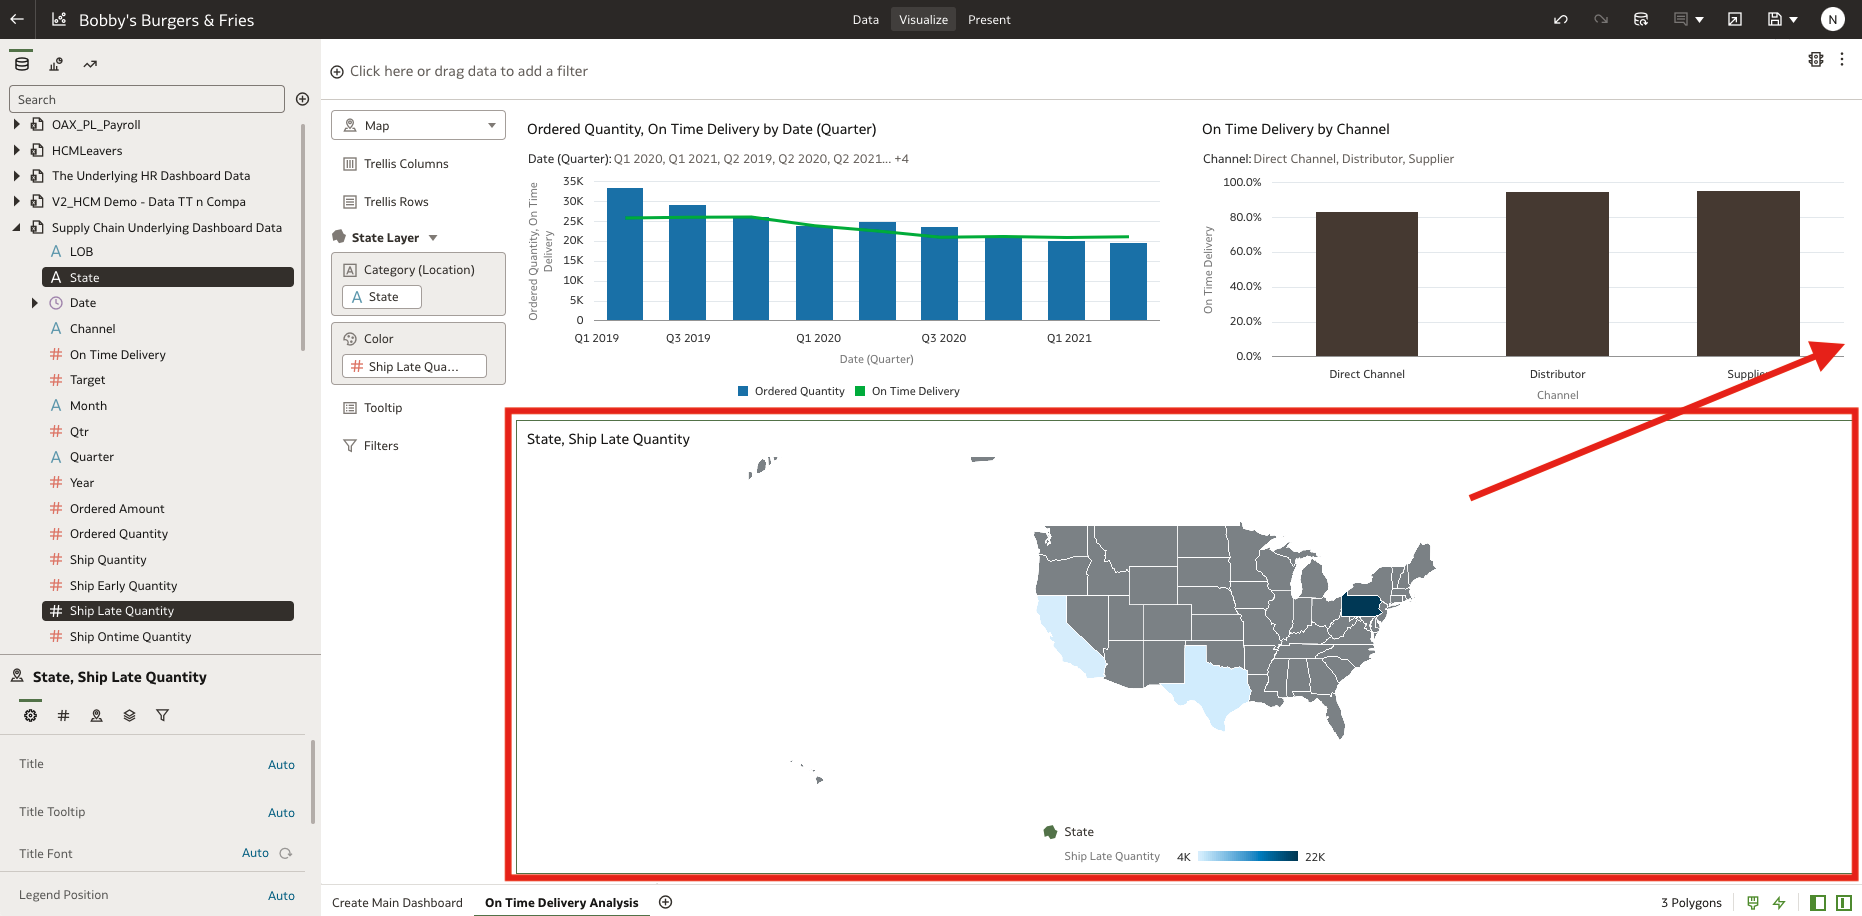 Bobby's Burgers & Fries
Data Visualize Present
N
Search
OAX_PL_Payroll
HCMLeavers
The Underlying HR Dashboard Data
V2_HCM Demo - Data TT n Compa
Supply Chain Underlying Dashboard Data
A LOB
A State
Date
A Channel
# On Time Delivery
# Target
# Month
# Qtr
A Quarter
# Year
# Ordered Amount
# Ordered Quantity
# Ship Quantity
# Ship Early Quantity
# Ship Late Quantity
# Ship Ontime Quantity
State, Ship Late Quantity
#
Title Auto
Title Tooltip Auto
Title Font Auto
Legend Position Auto
Click here or drag data to add a filter
Map
Trellis Columns
Trellis Rows
State Layer
A Category (Location)
A State
Color
# Ship Late Qua...
Tooltip
Filters
Ordered Quantity, On Time Delivery by Date (Quarter)
Date (Quarter): Q1 2020, Q1 2021, Q2 2019, Q2 2020, Q2 2021... +4
Ordered Quantity, On Time
Delivery
35K
30K
25K
20K
15K
10K
5K
0
Q1 2019 Q3 2019 Q1 2020 Q3 2020 Q1 2021
Date (Quarter)
Ordered Quantity On Time Delivery
On Time Delivery by Channel
Channel: Direct Channel, Distributor, Supplier
On Time Delivery
100.0%
80.0%
60.0%
40.0%
20.0%
0.0%
Direct Channel Distributor Supplier
Channel
State, Ship Late Quantity
State
Ship Late Quantity 4K 22K
Create Main Dashboard On Time Delivery Analysis
3 Polygons